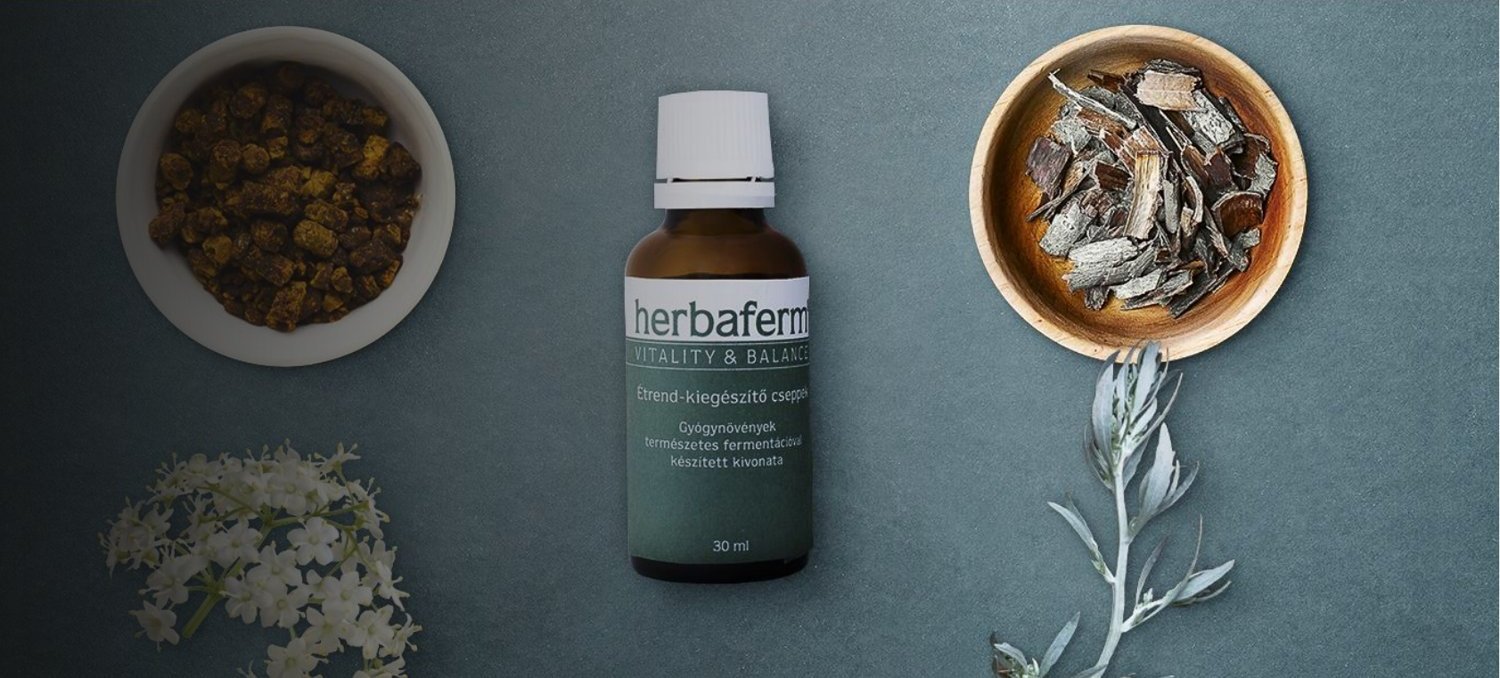 herbaferm
VITALITY & BALANCE
Étrend-kiegészítő cseppek
Gyógynövények
természetes fermentációval
készített kivonata
30 ml